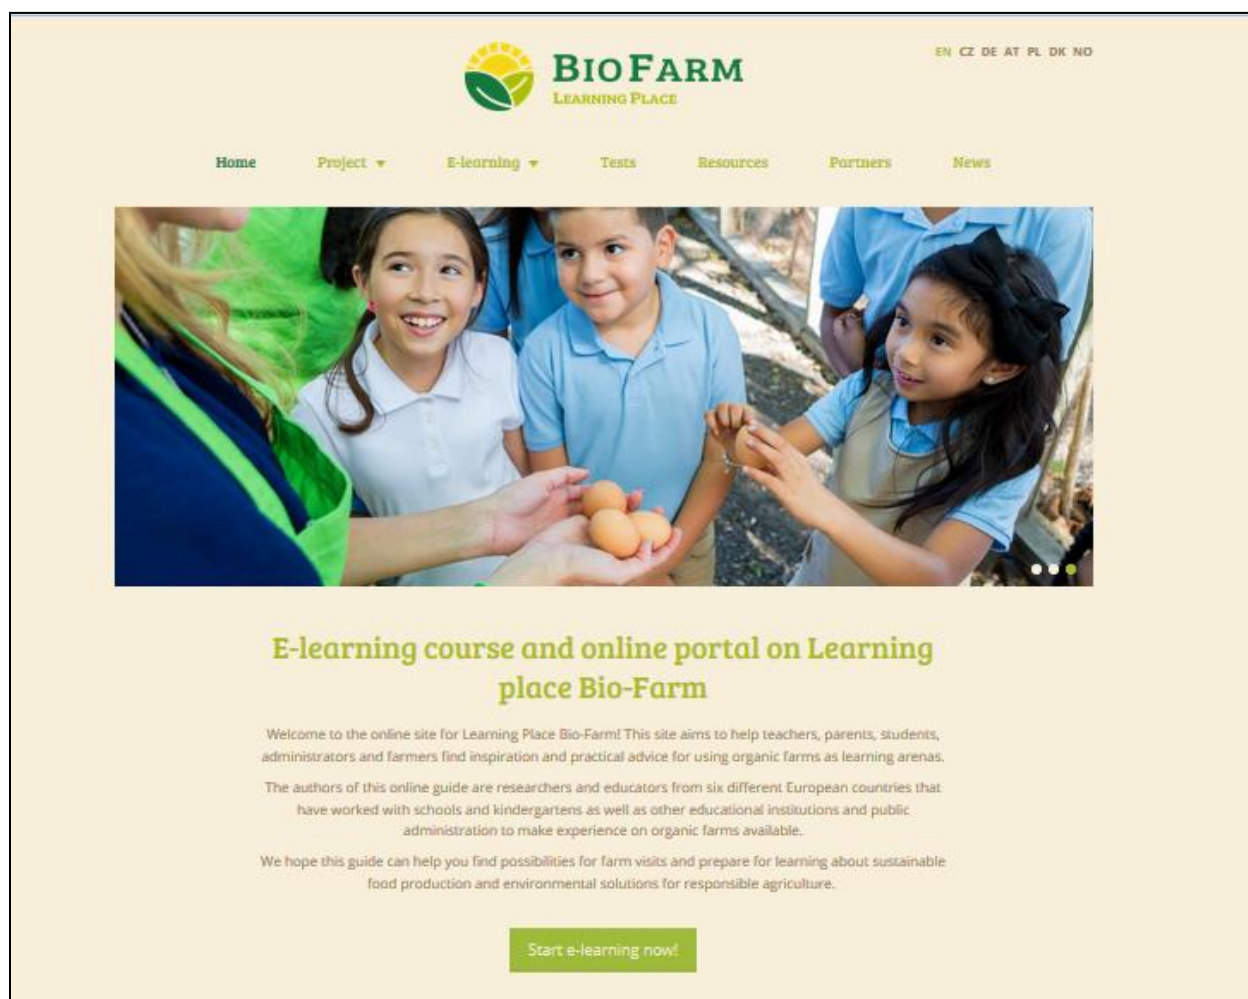 BIO FARM
LEARNING PLACE
EN CZ DE AT PL DK NO
Home Project E-learning Tests Resources Partners News
E-learning course and online portal on Learning
place Bio-Farm
Welcome to the online site for Learning Place Bio-Farm! This site aims to help teachers, parents, students,
administrators and farmers find inspiration and practical advice for using organic farms as learning arenas.
The authors of this online guide are researchers and educators from six different European countries that
have worked with schools and kindergartens as well as other educational institutions and public
administration to make experience on organic farms available.
We hope this guide can help you find possibilities for farm visits and prepare for learning about sustainable
food production and environmental solutions for responsible agriculture.
Start e-learning now!